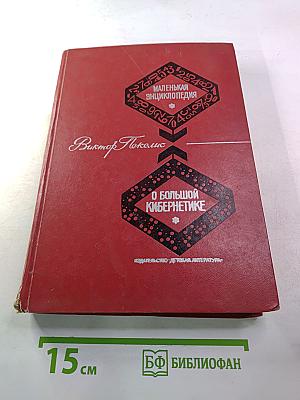 МАЛЕНЬКАЯ
ЭНЦИКЛОПЕДИЯ
Виктор Пекелис
О БОЛЬШОЙ
КИБЕРНЕТИКЕ
ИЗДАТЕЛЬСТВО «ДЕТСКАЯ ЛИТЕРАТУРА»
15 см
БФ БИБЛИОФАН